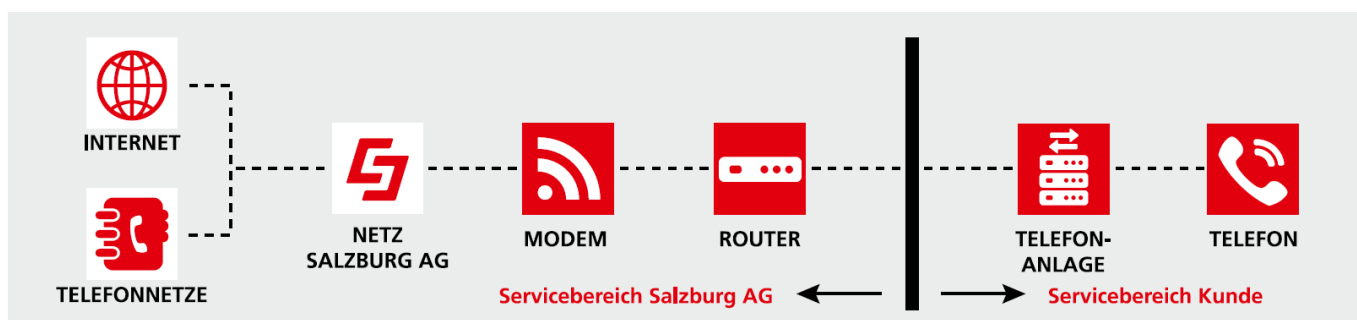 INTERNET
TELEFONNETZE
NETZ
SALZBURG AG
MODEM
ROUTER
TELEFON-
ANLAGE
TELEFON
Servicebereich Salzburg AG
Servicebereich Kunde